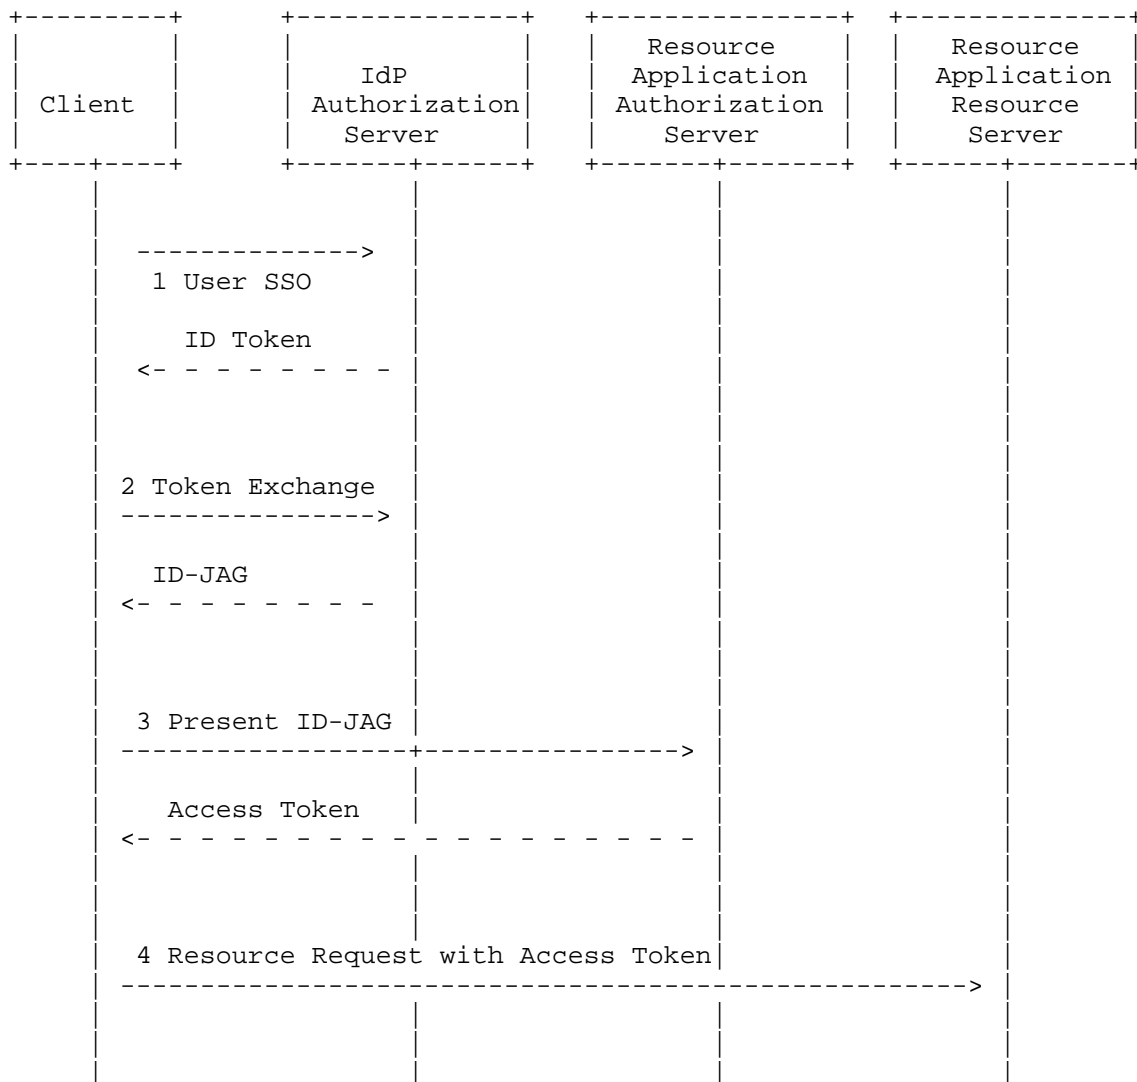 Resource Resource
IdP Application Application
Client Authorization Authorization Resource
Server Server Server
1 User SSO
ID Token
2 Token Exchange
ID-JAG
3 Present ID-JAG
Access Token
4 Resource Request with Access Token